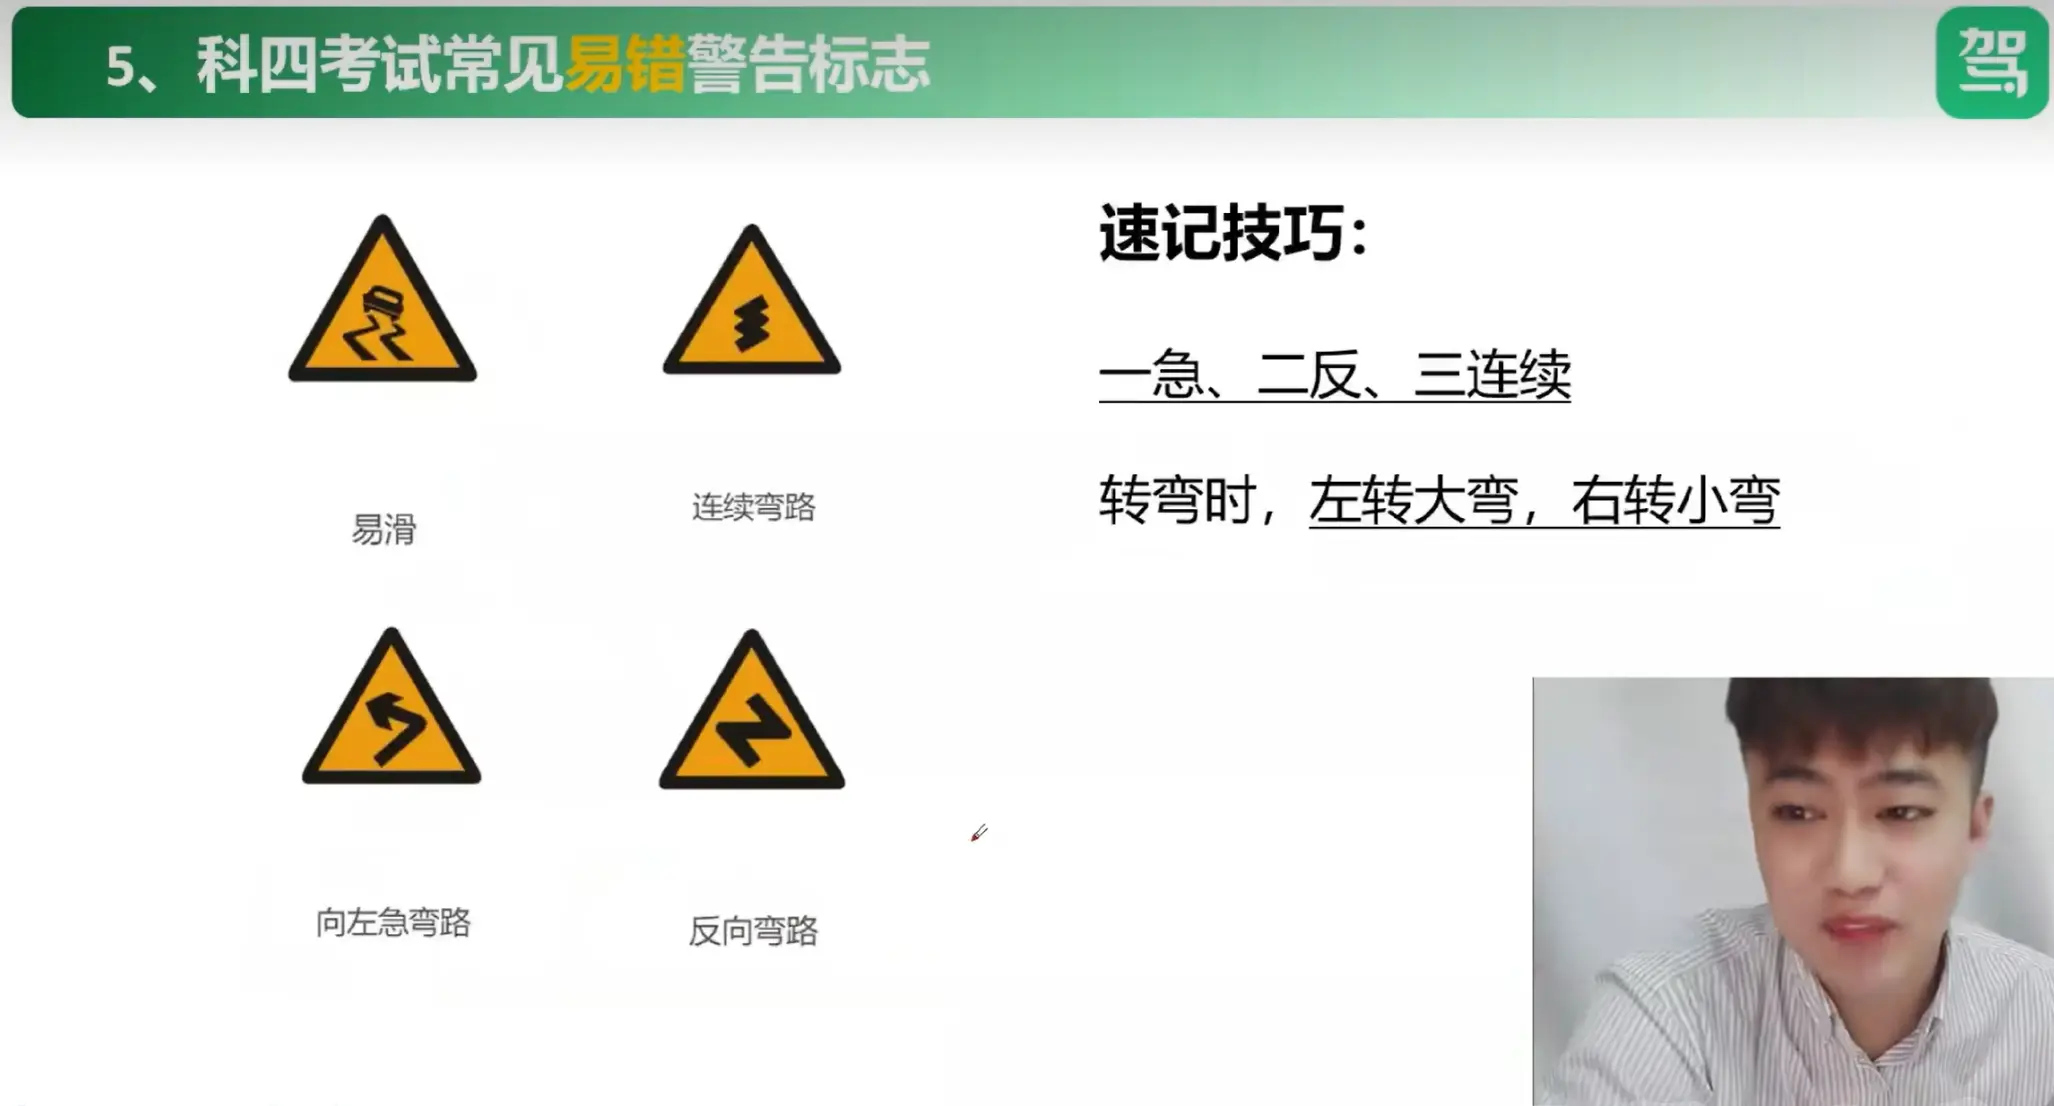 5、科四考试常见易错警告标志
驾
速记技巧：
一急、二反、三连续
转弯时，左转大弯，右转小弯
易滑
连续弯路
向左急弯路
反向弯路